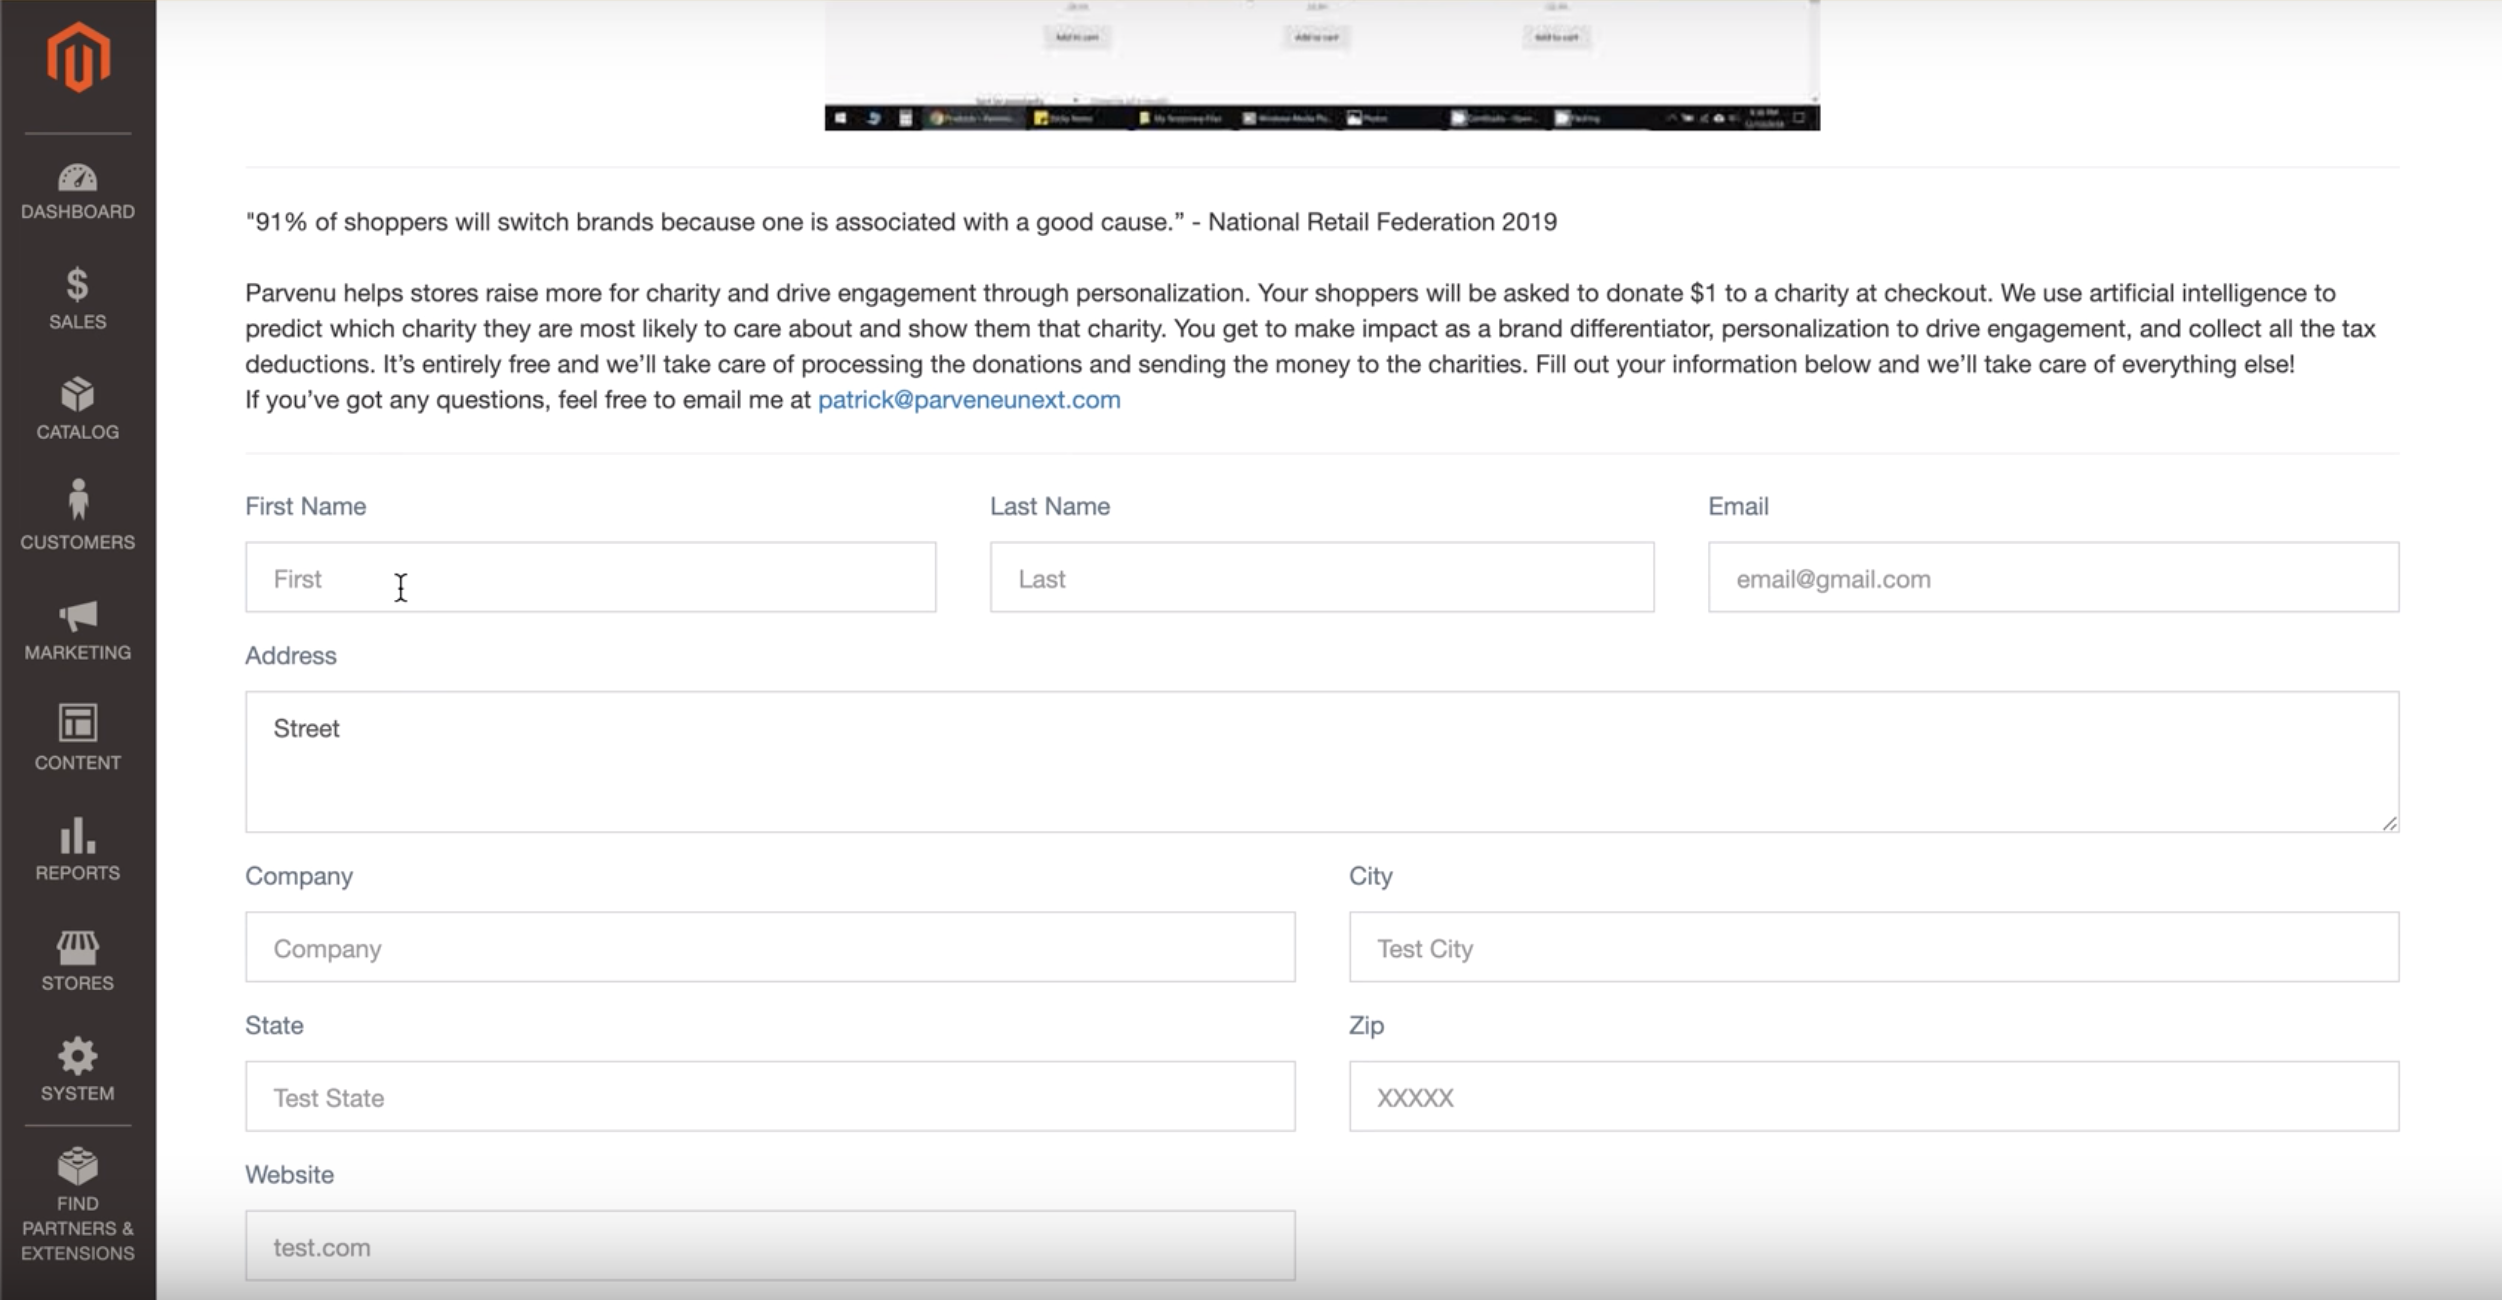 Add to cart
Add to cart
Add to cart
DASHBOARD
SALES
CATALOG
CUSTOMERS
MARKETING
CONTENT
REPORTS
STORES
SYSTEM
FIND
PARTNERS &
EXTENSIONS
"91% of shoppers will switch brands because one is associated with a good cause.” - National Retail Federation 2019
Parvenu helps stores raise more for charity and drive engagement through personalization. Your shoppers will be asked to donate $1 to a charity at checkout. We use artificial intelligence to
predict which charity they are most likely to care about and show them that charity. You get to make impact as a brand differentiator, personalization to drive engagement, and collect all the tax
deductions. It’s entirely free and we’ll take care of processing the donations and sending the money to the charities. Fill out your information below and we’ll take care of everything else!
If you’ve got any questions, feel free to email me at patrick@parveneunext.com
First Name
Last Name
Email
First
Last
email@gmail.com
Address
Street
Company
City
Company
Test City
State
Zip
Test State
XXXXX
Website
test.com